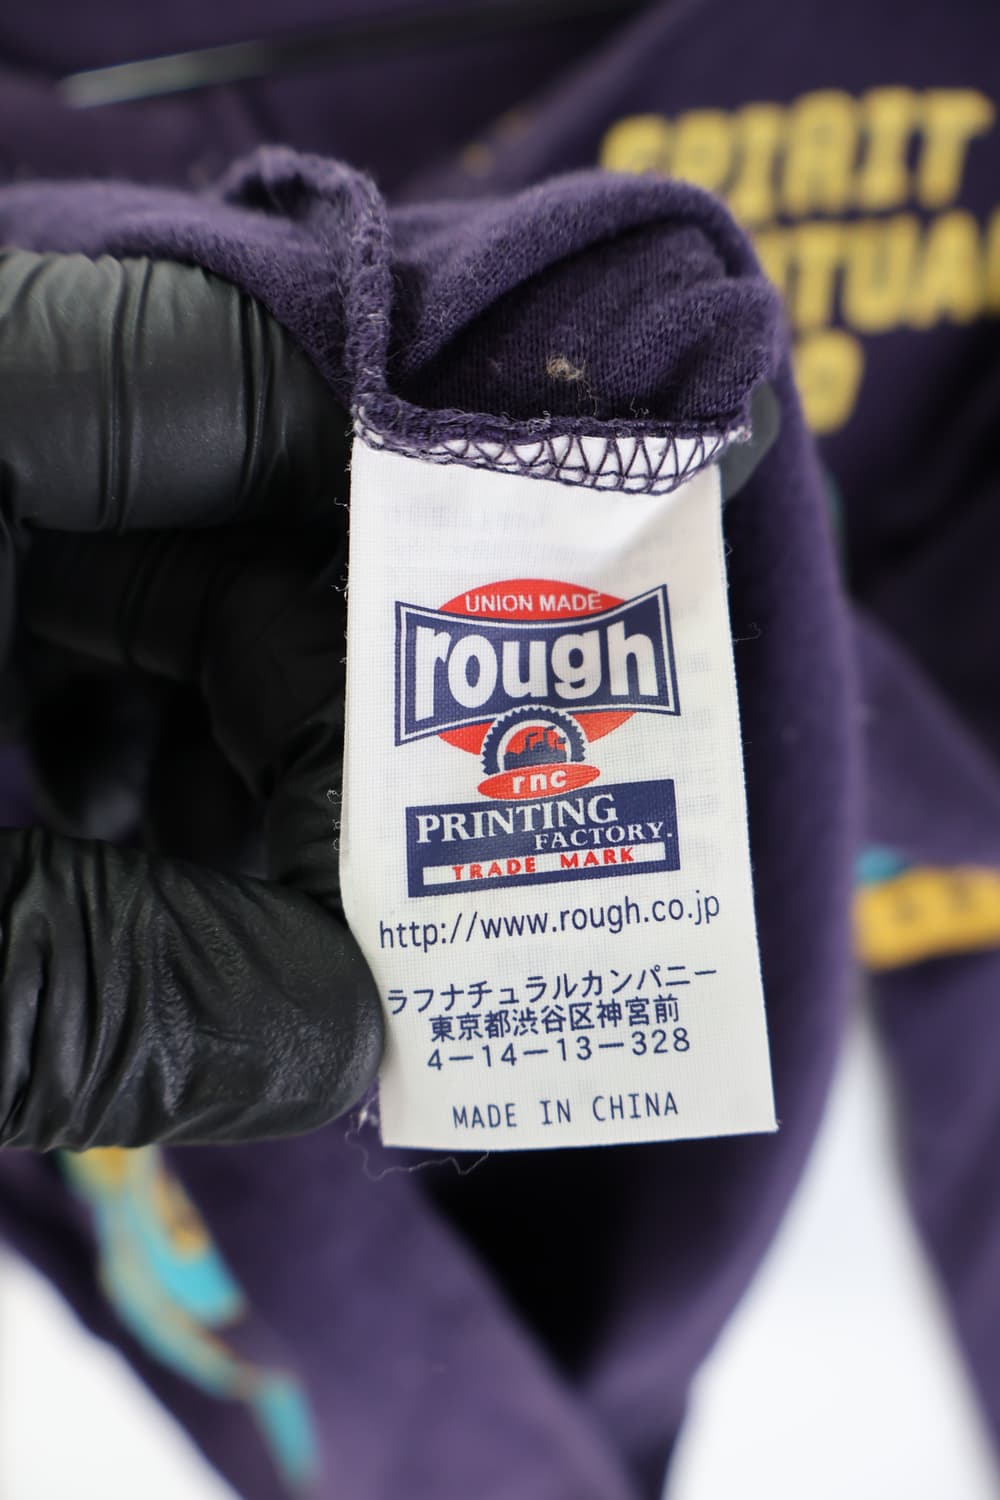 SPIRIT
UNION MADE
rough
rnc
PRINTING
FACTORY.
TRADE MARK
http://www.rough.co.jp
ラフナチュラルカンパニー
東京都渋谷区神宮前
4－14－13－328
MADE IN CHINA